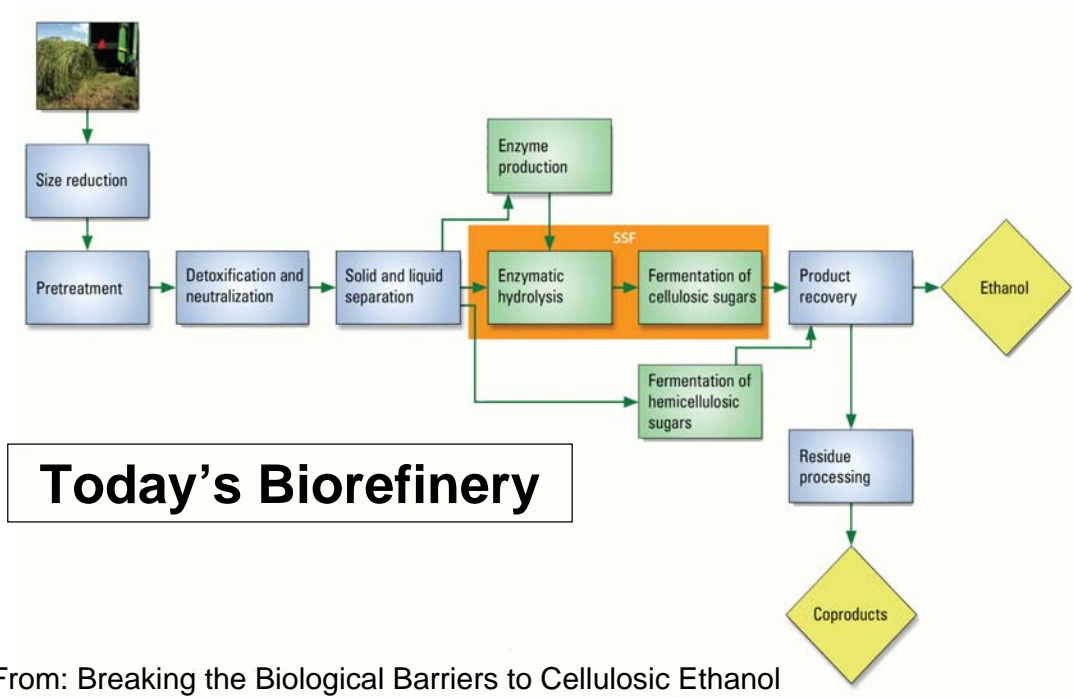 Size reduction
Pretreatment
Detoxification and
neutralization
Solid and liquid
separation
Enzyme
production
SSF
Enzymatic
hydrolysis
Fermentation of
cellulosic sugars
Fermentation of
hemicellulosic
sugars
Product
recovery
Ethanol
Residue
processing
Coproducts
Today's Biorefinery
From: Breaking the Biological Barriers to Cellulosic Ethanol